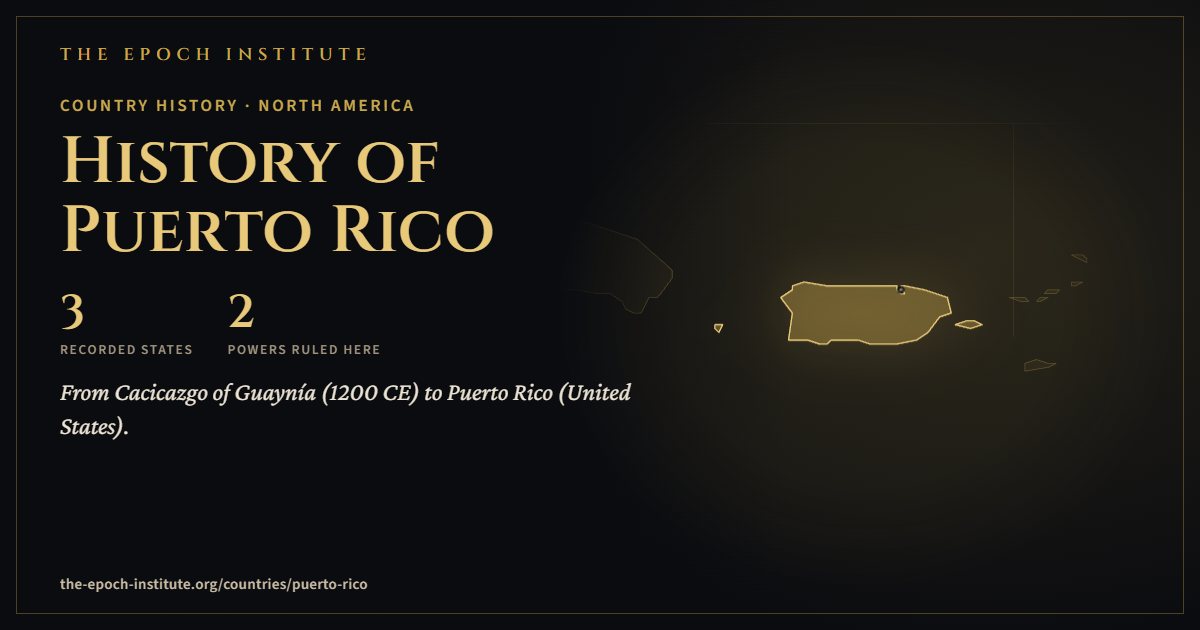 THE EPOCH INSTITUTE
COUNTRY HISTORY · NORTH AMERICA
History of
Puerto Rico
3
RECORDED STATES
2
POWERS RULED HERE
From Cacicazgo of Guaynía (1200 CE) to Puerto Rico (United
States).
the-epoch-institute.org/countries/puerto-rico